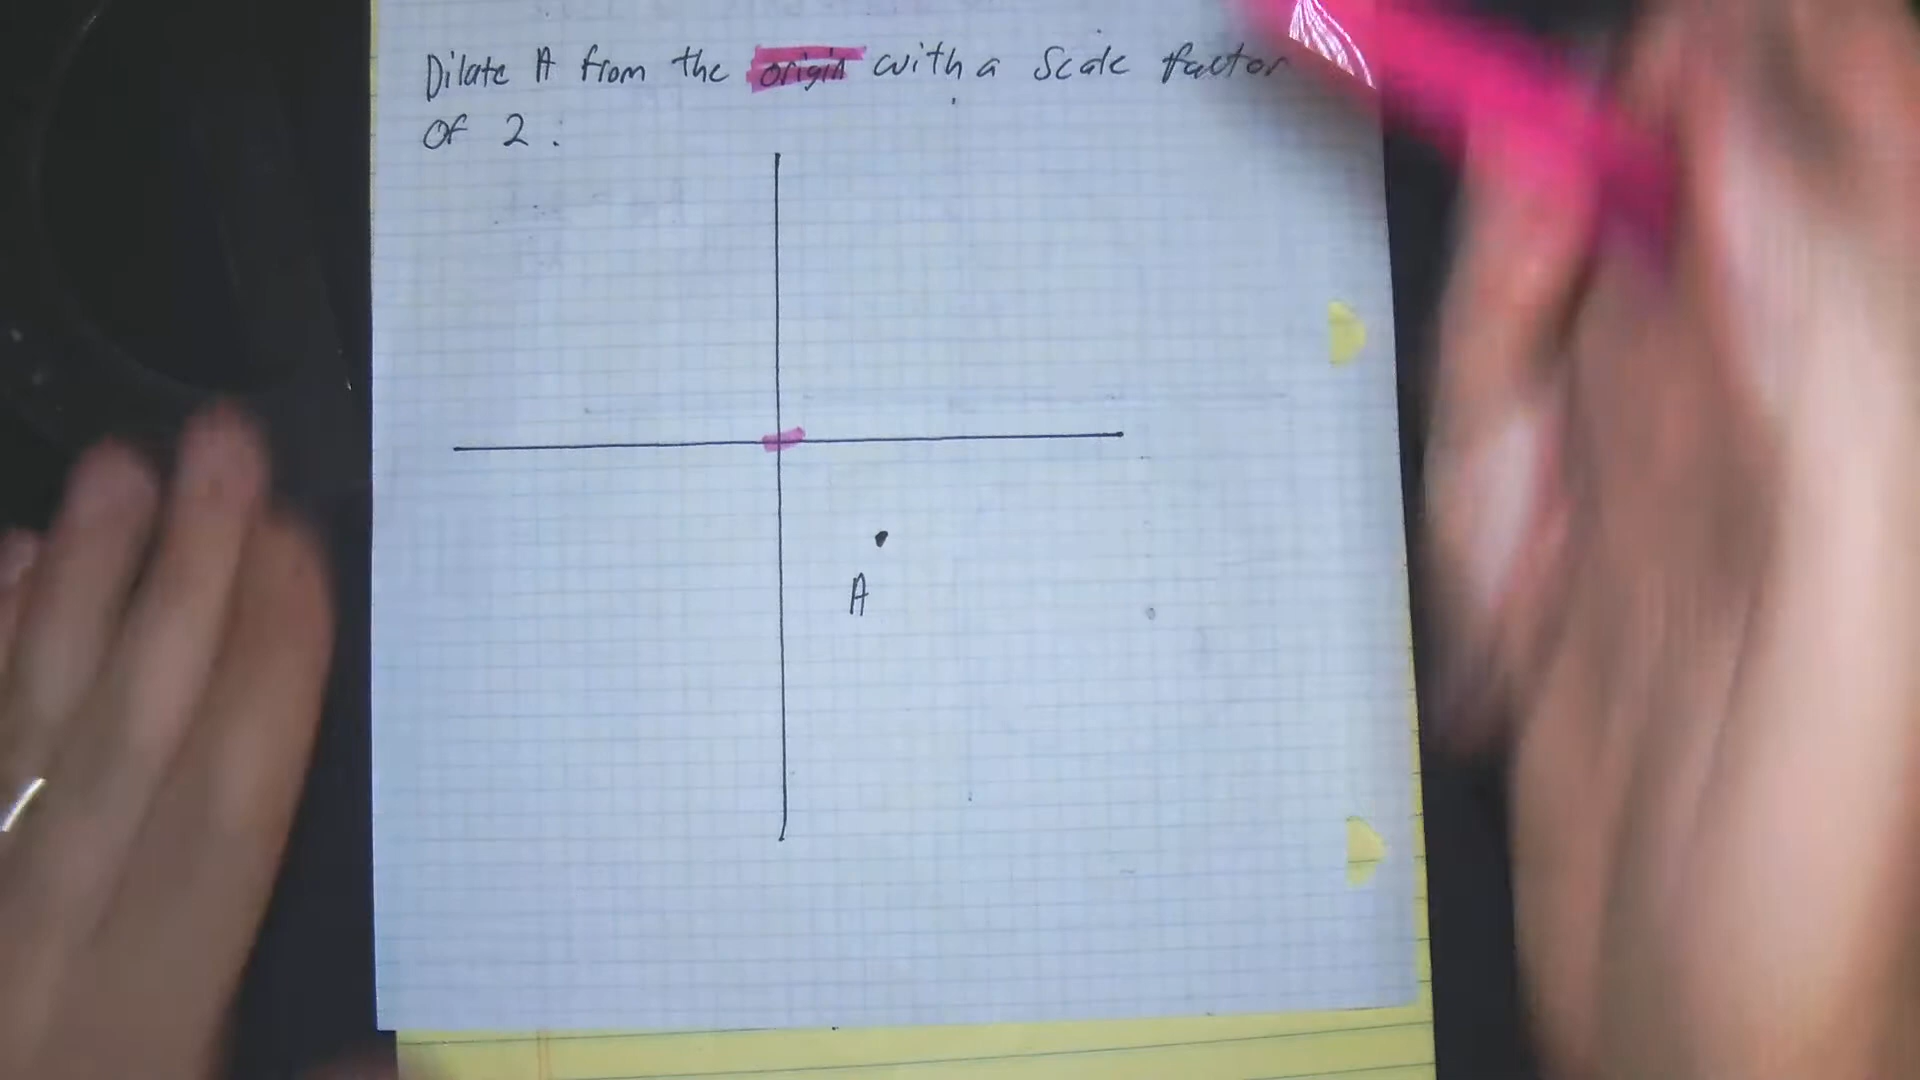 Dilate A from the origin with a scale factor
of 2:
A